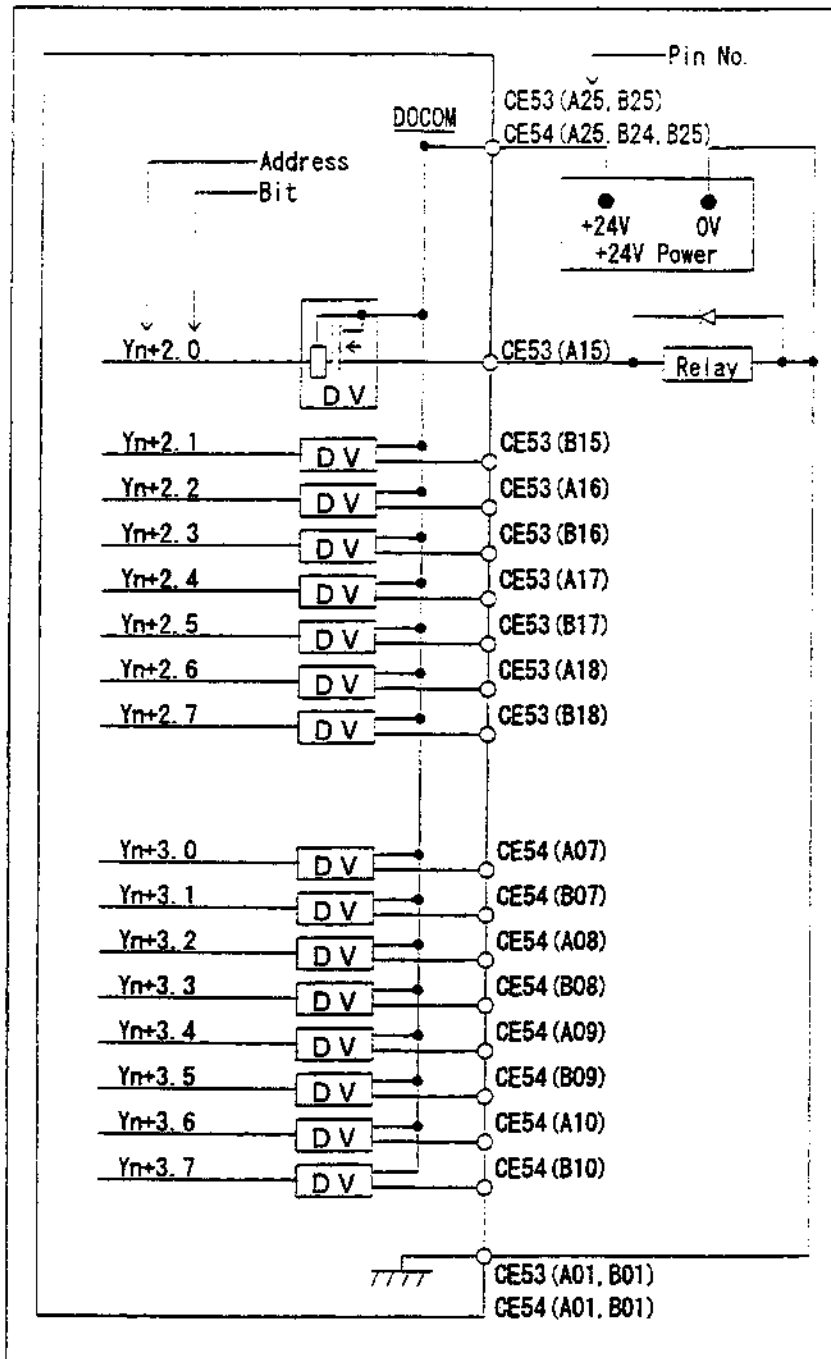 Pin No.
CE53(A25, B25)
DOCOM
CE54(A25, B24, B25)
Address
Bit
+24V 0V
+24V Power
Yn+2. 0
DV
CE53(A15)
Relay
Yn+2. 1
DV
CE53(B15)
Yn+2. 2
DV
CE53(A16)
Yn+2. 3
DV
CE53(B16)
Yn+2. 4
DV
CE53(A17)
Yn+2. 5
DV
CE53(B17)
Yn+2. 6
DV
CE53(A18)
Yn+2. 7
DV
CE53(B18)
Yn+3. 0
DV
CE54(A07)
Yn+3. 1
DV
CE54(B07)
Yn+3. 2
DV
CE54(A08)
Yn+3. 3
DV
CE54(B08)
Yn+3. 4
DV
CE54(A09)
Yn+3. 5
DV
CE54(B09)
Yn+3. 6
DV
CE54(A10)
Yn+3. 7
DV
CE54(B10)
CE53(A01, B01)
CE54(A01, B01)